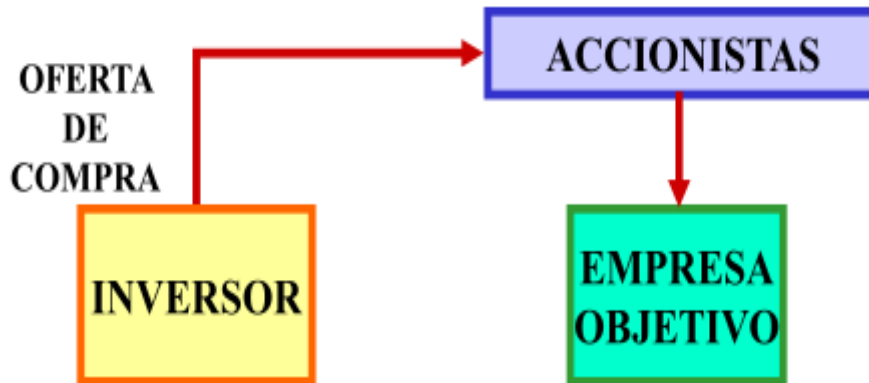 ACCIONISTAS
OFERTA
DE
COMPRA
INVERSOR
EMPRESA
OBJETIVO